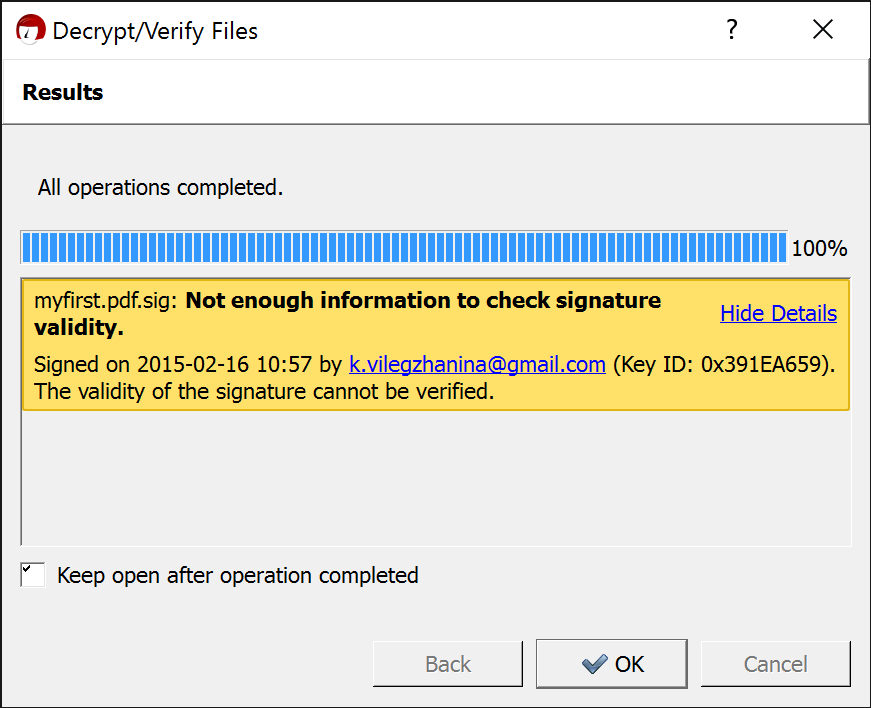 Decrypt/Verify Files
?
Results
All operations completed.
100%
myfirst.pdf.sig: Not enough information to check signature
validity.
Hide Details
Signed on 2015-02-16 10:57 by k.vilegzhanina@gmail.com (Key ID: 0x391EA659).
The validity of the signature cannot be verified.
Keep open after operation completed
Back
OK
Cancel